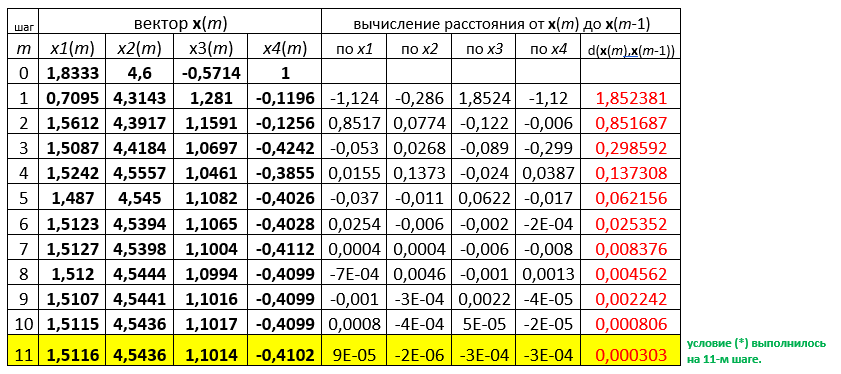 шаг вектор x(m) вычисление расстояния от x(m) до x(m-1)
m x1(m) x2(m) x3(m) x4(m) по x1 по x2 по x3 по x4 d(x(m),x(m-1))
0 1,8333 4,6 -0,5714 1
1 0,7095 4,3143 1,281 -0,1196 -1,124 -0,286 1,8524 -1,12 1,852381
2 1,5612 4,3917 1,1591 -0,1256 0,8517 0,0774 -0,122 -0,006 0,851687
3 1,5087 4,4184 1,0697 -0,4242 -0,053 0,0268 -0,089 -0,299 0,298592
4 1,5242 4,5557 1,0461 -0,3855 0,0155 0,1373 -0,024 0,0387 0,137308
5 1,487 4,545 1,1082 -0,4026 -0,037 -0,011 0,0622 -0,017 0,062156
6 1,5123 4,5394 1,1065 -0,4028 0,0254 -0,006 -0,002 -2E-04 0,025352
7 1,5127 4,5398 1,1004 -0,4112 0,0004 0,0004 -0,006 -0,008 0,008376
8 1,512 4,5444 1,0994 -0,4099 -7E-04 0,0046 -0,001 0,0013 0,004562
9 1,5107 4,5441 1,1016 -0,4099 -0,001 -3E-04 0,0022 -4E-05 0,002242
10 1,5115 4,5436 1,1017 -0,4099 0,0008 -4E-04 5E-05 -2E-05 0,000806
11 1,5116 4,5436 1,1014 -0,4102 9E-05 -2E-06 -3E-04 -3E-04 0,000303
условие (*) выполнилось
на 11-м шаге.